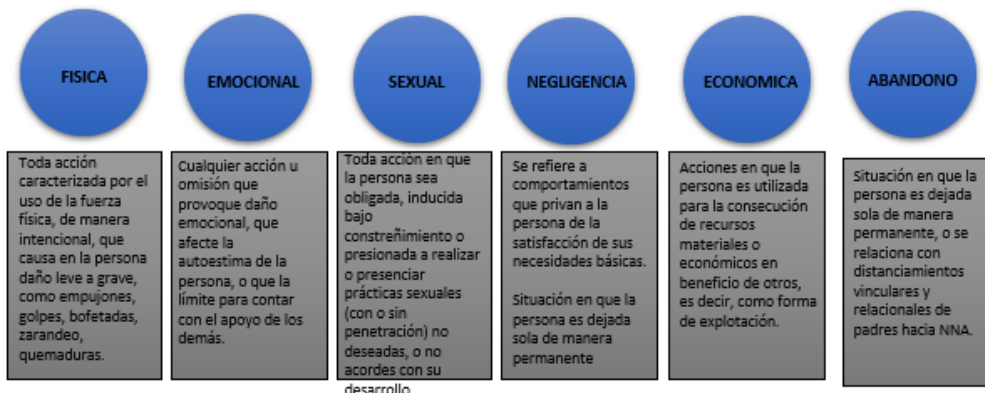 FISICA
Toda acción
caracterizada por el
uso de la fuerza
física, de manera
intencional, que
causa en la persona
daño leve a grave,
como empujones,
golpes, bofetadas,
zarandeo,
quemaduras.
EMOCIONAL
Cualquier acción u
omisión que
provoque daño
emocional, que
afecte la
autoestima de la
persona, o que la
límite para contar
con el apoyo de los
demás.
SEXUAL
Toda acción en que
la persona sea
obligada, inducida
bajo
constreñimiento o
presionada a realizar
o presenciar
prácticas sexuales
(con o sin
penetración) no
deseadas, o no
acordes con su
desarrollo
NEGLIGENCIA
Se refiere a
comportamientos
que privan a la
persona de la
satisfacción de sus
necesidades básicas.
Situación en que la
persona es dejada
sola de manera
permanente
ECONOMICA
Acciones en que la
persona es utilizada
para la consecución
de recursos
materiales o
económicos en
beneficio de otros,
es decir, como forma
de explotación.
ABANDONO
Situación en que la
persona es dejada
sola de manera
permanente, o se
relaciona con
distanciamientos
vinculares y
relacionales de
padres hacia NNA.